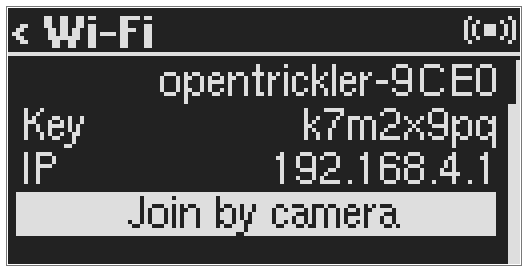 < Wi-Fi
opentrickler-9CE0
Key k7m2x9pq
IP 192.168.4.1
Join by camera